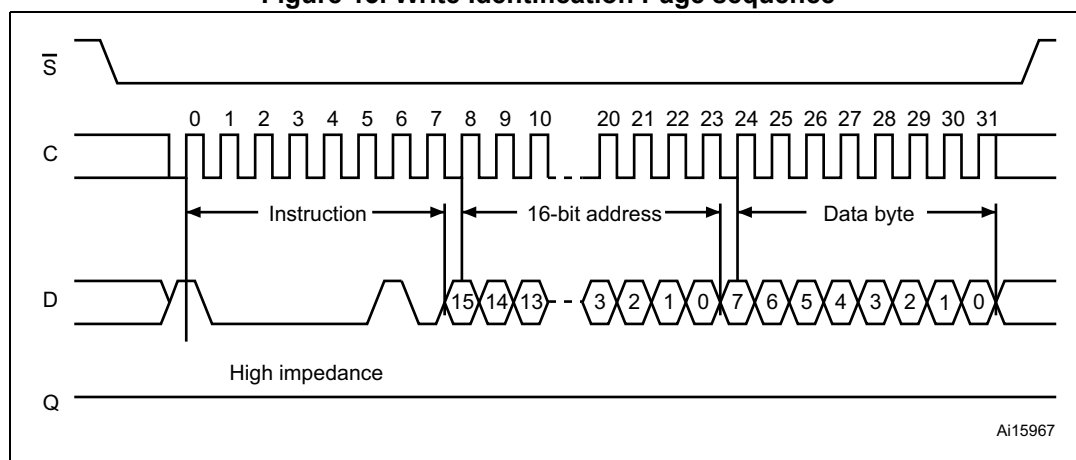 Figure 15. Write Identification Page sequence
S
0 1 2 3 4 5 6 7 8 9 10 20 21 22 23 24 25 26 27 28 29 30 31
C
Instruction 16-bit address Data byte
D
15 14 13 3 2 1 0 7 6 5 4 3 2 1 0
High impedance
Q
Ai15967